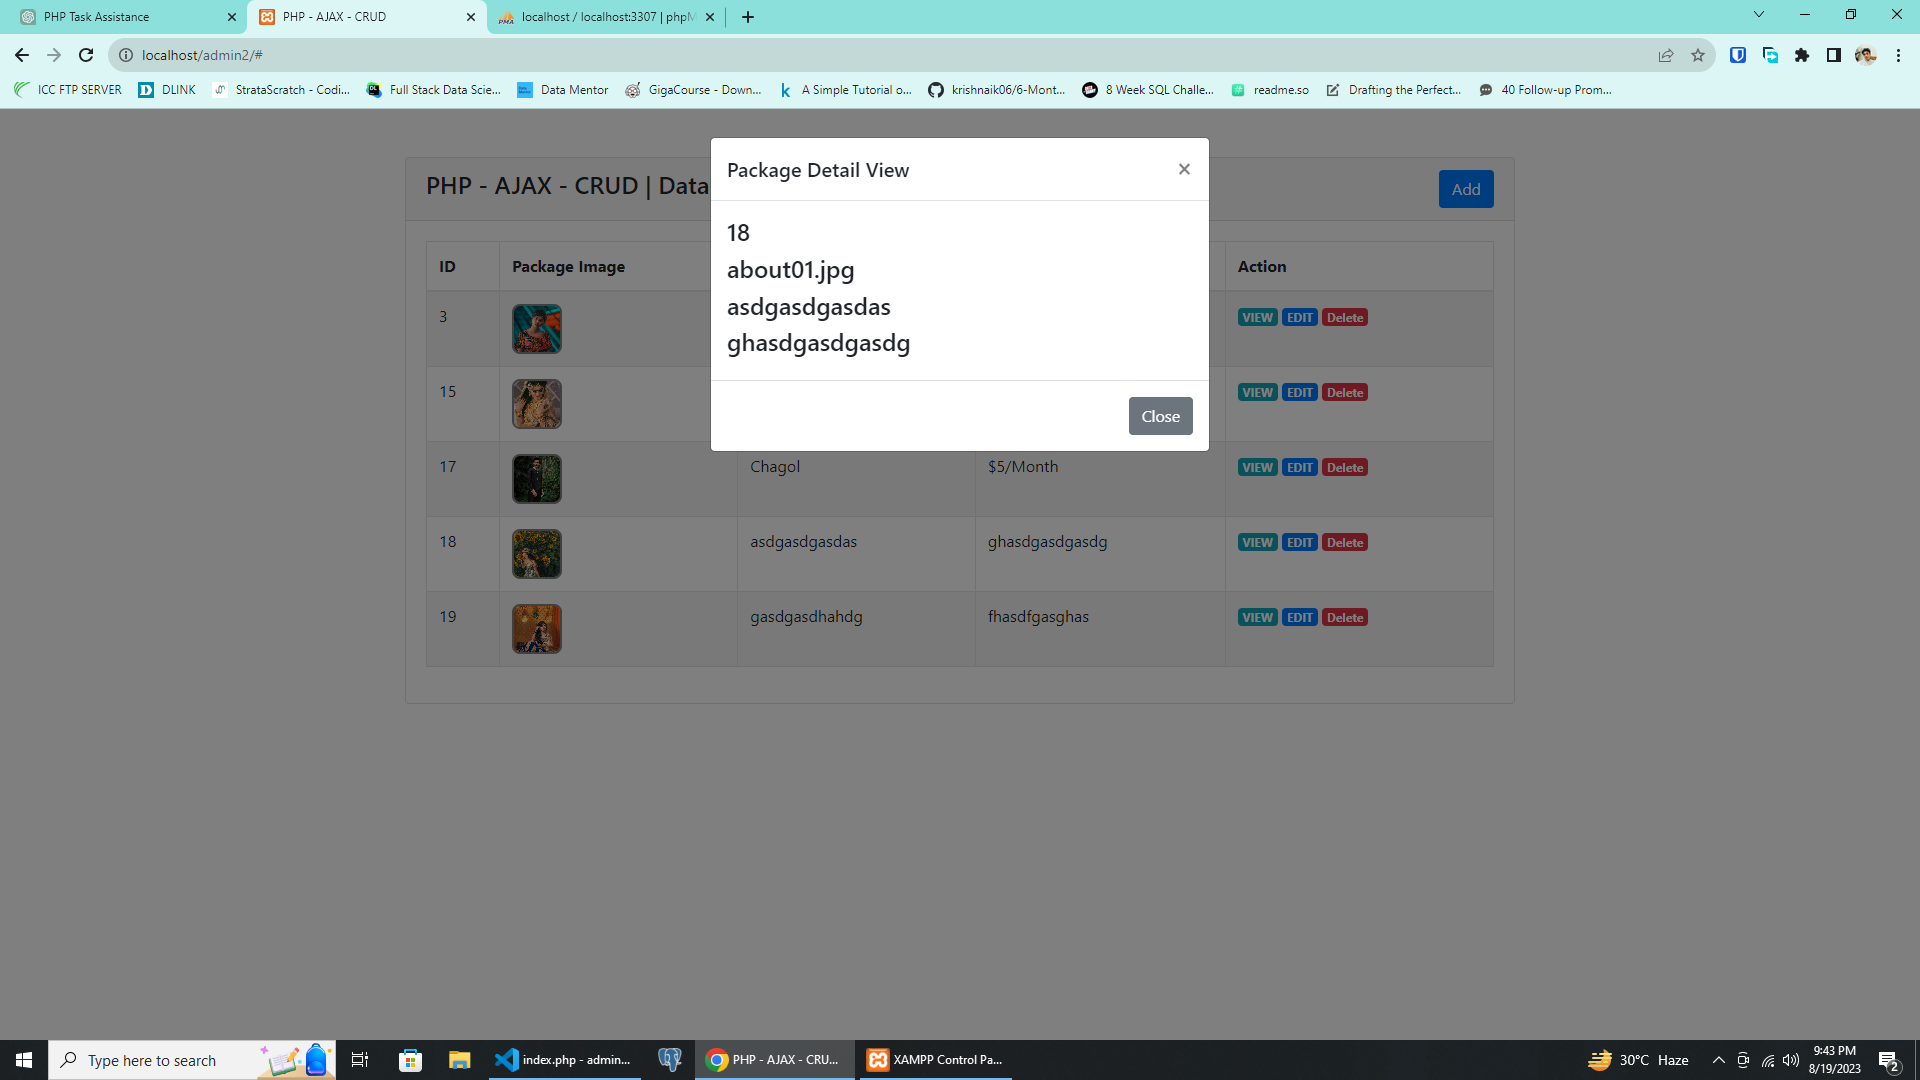 PHP Task Assistance
PHP - AJAX - CRUD
localhost / localhost:3307 | phpM
localhost/admin2/#
ICC FTP SERVER
DLINK
StrataScratch - Codi...
Full Stack Data Scie...
Data Mentor
GigaCourse - Down...
A Simple Tutorial o...
krishnaik06/6-Mont...
8 Week SQL Challe...
readme.so
Drafting the Perfect...
40 Follow-up Prom...
PHP - AJAX - CRUD | Data
Add
Package Detail View
×
18
about01.jpg
asdgasdgasdas
ghasdgasdgasdg
Close
ID Package Image Action
3 VIEW EDIT Delete
15 VIEW EDIT Delete
17 Chagol $5/Month VIEW EDIT Delete
18 asdgasdgasdas ghasdgasdgasdg VIEW EDIT Delete
19 gasdgasdhahdg fhasdfgasghas VIEW EDIT Delete
Type here to search
index.php - admin...
PHP - AJAX - CRU...
XAMPP Control Pa...
30°C Haze
9:43 PM
8/19/2023
2